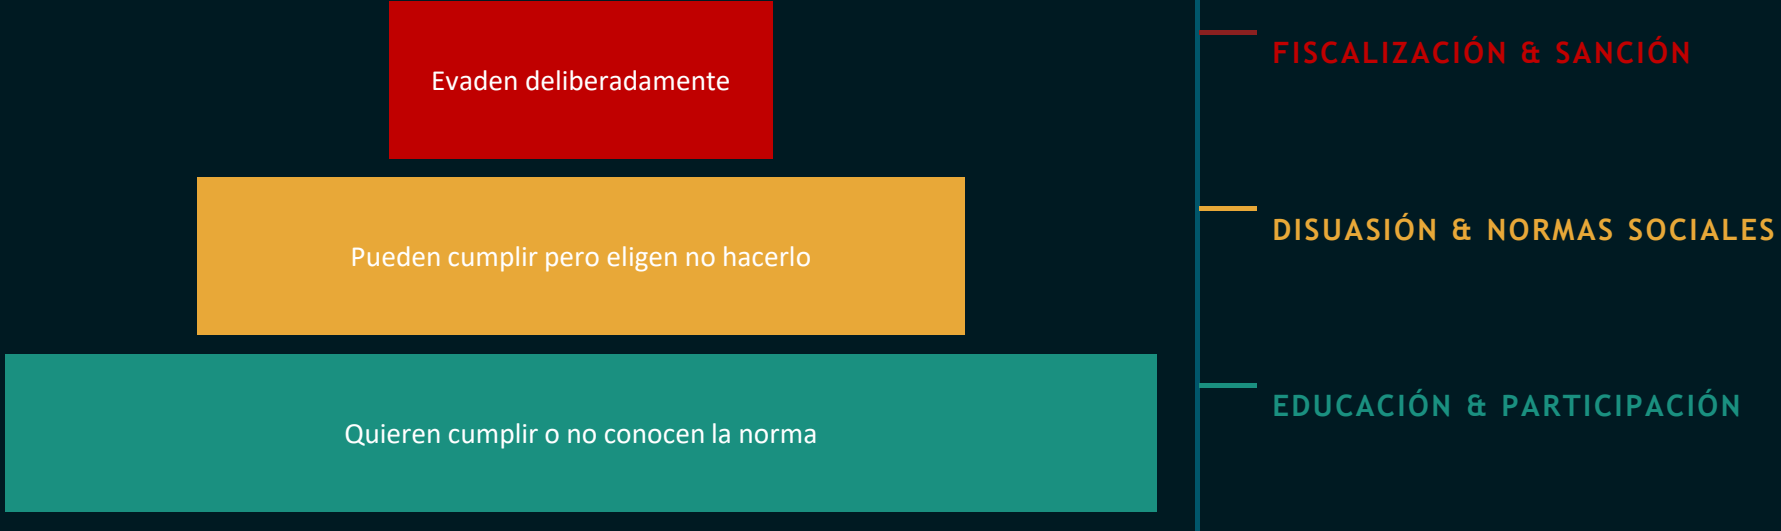 Evaden deliberadamente
FISCALIZACIÓN & SANCIÓN
Pueden cumplir pero eligen no hacerlo
DISUASIÓN & NORMAS SOCIALES
Quieren cumplir o no conocen la norma
EDUCACIÓN & PARTICIPACIÓN